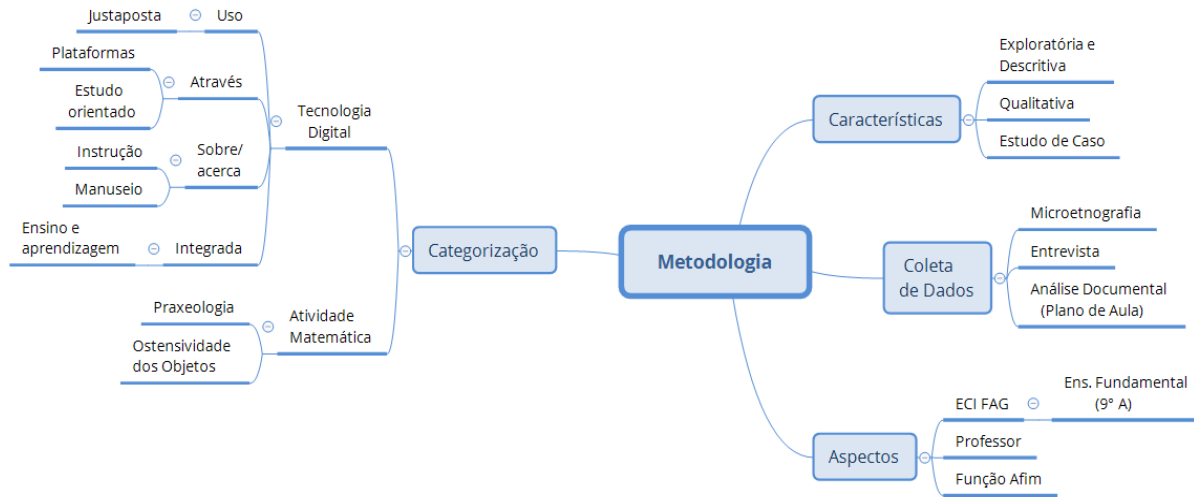 Justaposta
Uso
Plataformas
Através
Estudo
orientado
Tecnologia
Digital
Instrução
Sobre/
acerca
Manuseio
Ensino e
aprendizagem
Integrada
Categorização
Praxeologia
Atividade
Matemática
Ostensividade
dos Objetos
Metodologia
Características
Exploratória e
Descritiva
Qualitativa
Estudo de Caso
Coleta
de Dados
Microetnografia
Entrevista
Análise Documental
(Plano de Aula)
Aspectos
ECI FAG
Ens. Fundamental
(9° A)
Professor
Função Afim